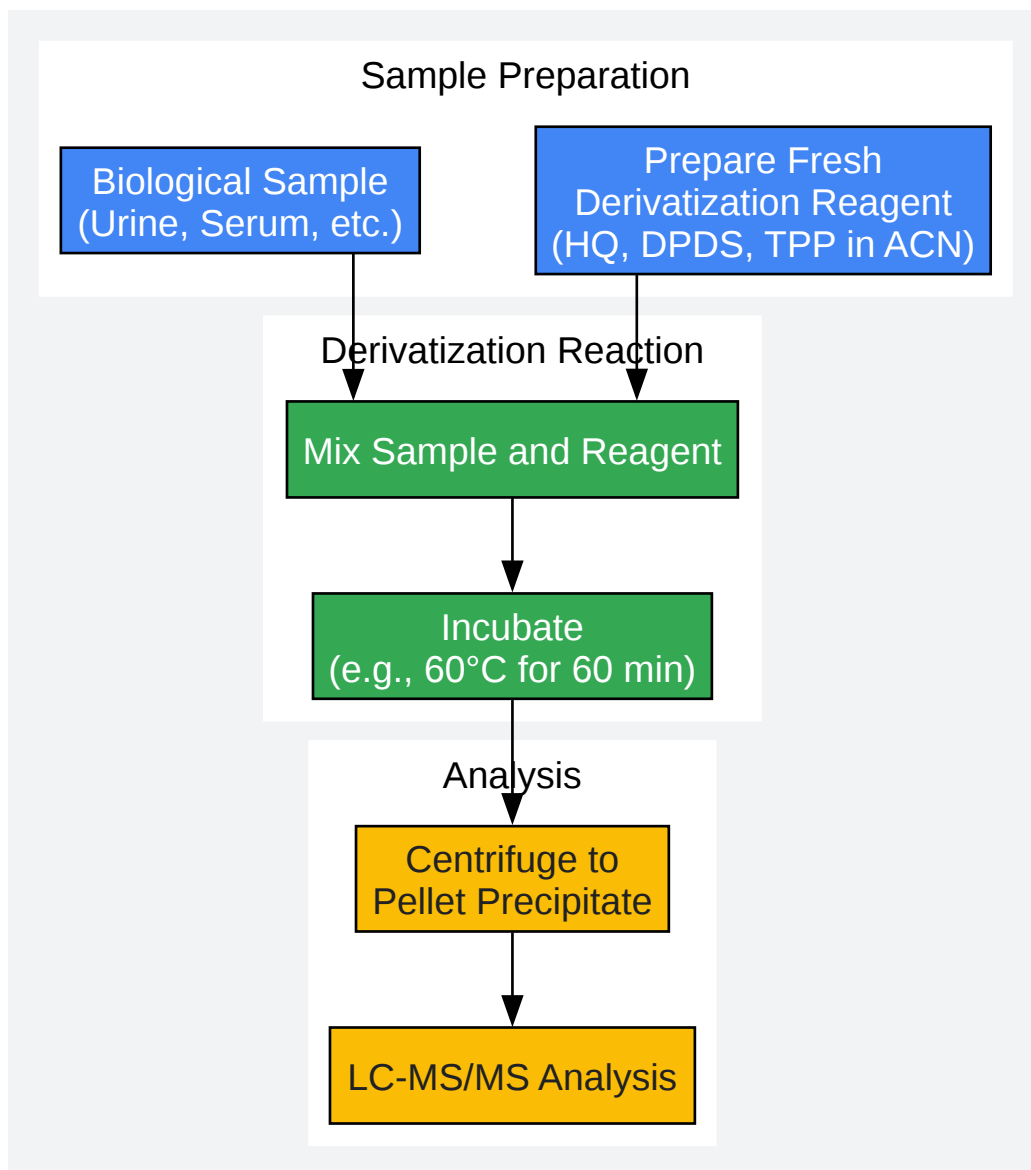 Sample Preparation
Biological Sample
(Urine, Serum, etc.)
Prepare Fresh
Derivatization Reagent
(HQ, DPDS, TPP in ACN)
Derivatization Reaction
Mix Sample and Reagent
Incubate
(e.g., 60°C for 60 min)
Analysis
Centrifuge to
Pellet Precipitate
LC-MS/MS Analysis